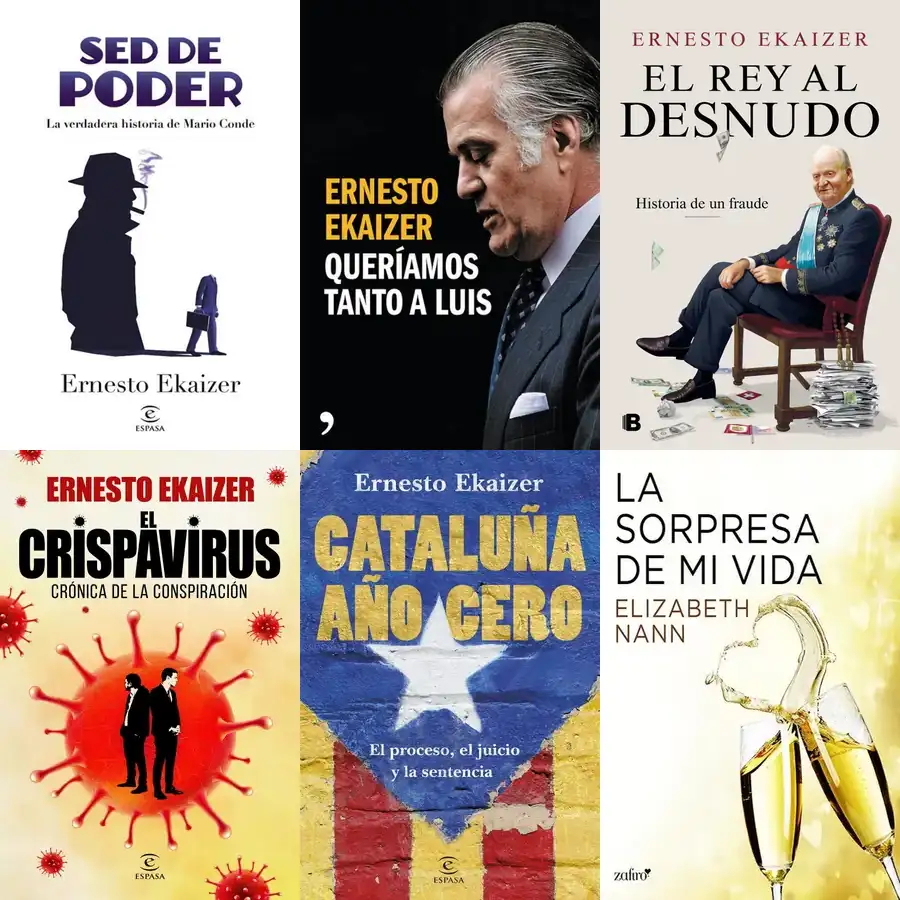 SED DE
PODER
La verdadera historia de Mario Conde
Ernesto Ekaizer
e
ESPASA
ERNESTO
EKAIZER
QUERÍAMOS
TANTO A LUIS
,
ERNESTO EKAIZER
EL REY AL
DESNUDO
Historia de un fraude
B
ERNESTO EKAIZER
EL
CRISPAVIRUS
CRÓNICA DE LA CONSPIRACIÓN
e
ESPASA
Ernesto Ekaizer
CATALUÑA
AÑO CERO
El proceso, el juicio
y la sentencia
e
ESPASA
LA
SORPRESA
DE MI VIDA
ELIZABETH
NANN
zafiro